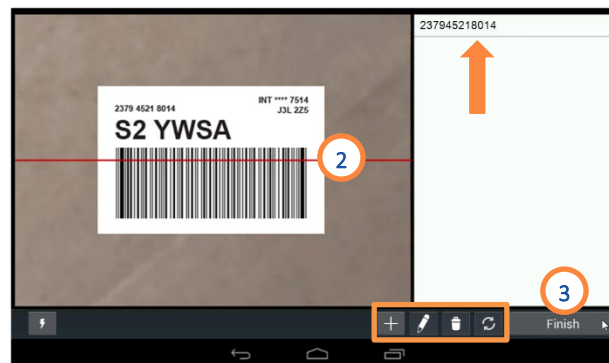 237945218014
2379 4521 8014
INT **** 7514
J3L 2Z5
S2 YWSA
2
3
Finish